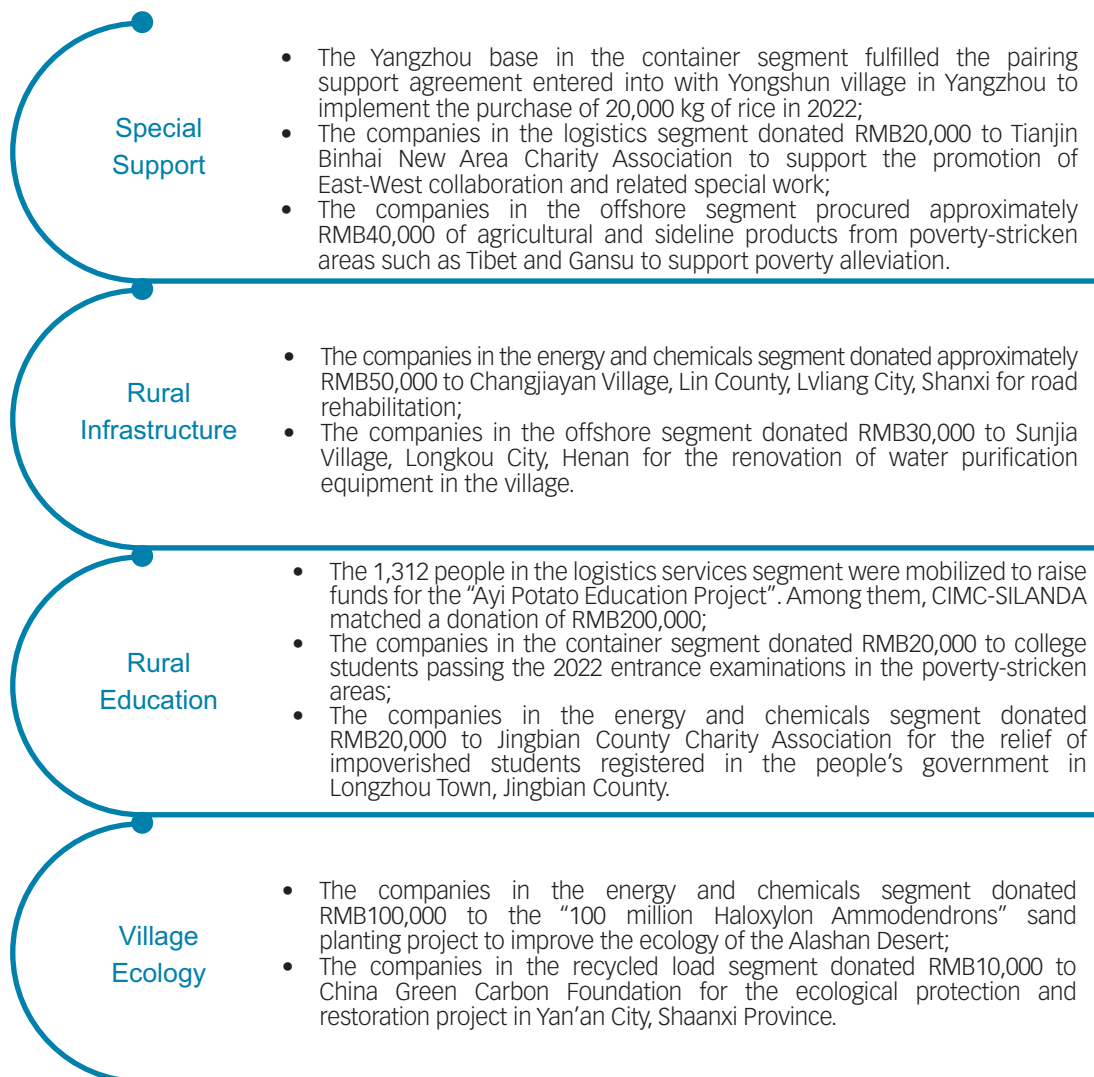 Special
Support
• The Yangzhou base in the container segment fulfilled the pairing
support agreement entered into with Yongshun village in Yangzhou to
implement the purchase of 20,000 kg of rice in 2022;
• The companies in the logistics segment donated RMB20,000 to Tianjin
Binhai New Area Charity Association to support the promotion of
East-West collaboration and related special work;
• The companies in the offshore segment procured approximately
RMB40,000 of agricultural and sideline products from poverty-stricken
areas such as Tibet and Gansu to support poverty alleviation.
Rural
Infrastructure
• The companies in the energy and chemicals segment donated approximately
RMB50,000 to Changjiayan Village, Lin County, Lvliang City, Shanxi for road
rehabilitation;
• The companies in the offshore segment donated RMB30,000 to Sunjia
Village, Longkou City, Henan for the renovation of water purification
equipment in the village.
Rural
Education
• The 1,312 people in the logistics services segment were mobilized to raise
funds for the “Ayi Potato Education Project”. Among them, CIMC-SILANDA
matched a donation of RMB200,000;
• The companies in the container segment donated RMB20,000 to college
students passing the 2022 entrance examinations in the poverty-stricken
areas;
• The companies in the energy and chemicals segment donated
RMB20,000 to Jingbian County Charity Association for the relief of
impoverished students registered in the people’s government in
Longzhou Town, Jingbian County.
Village
Ecology
• The companies in the energy and chemicals segment donated
RMB100,000 to the “100 million Haloxylon Ammodendrons” sand
planting project to improve the ecology of the Alashan Desert;
• The companies in the recycled load segment donated RMB10,000 to
China Green Carbon Foundation for the ecological protection and
restoration project in Yan’an City, Shaanxi Province.